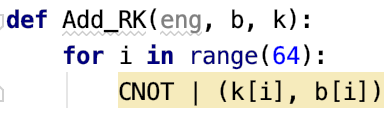 def Add_RK(eng, b, k):
    for i in range(64):
        CNOT | (k[i], b[i])